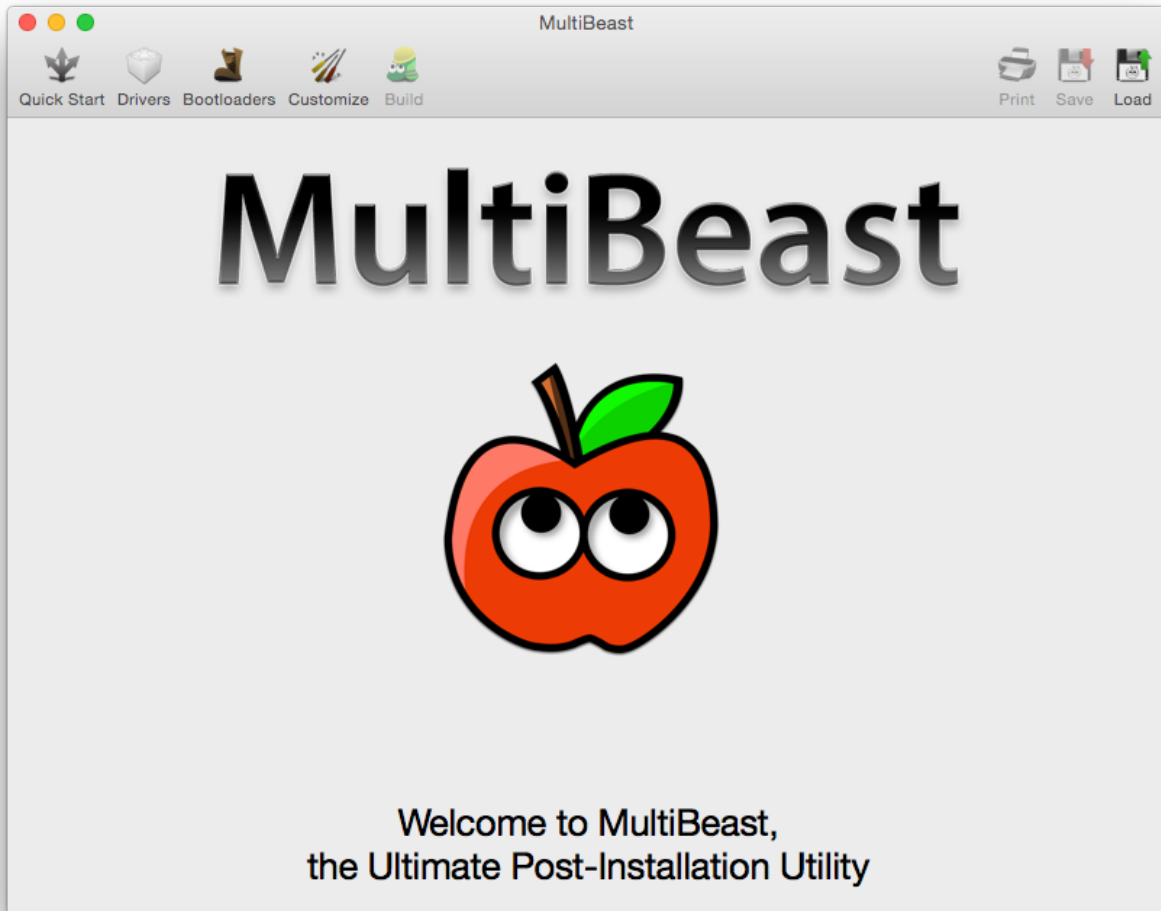 MultiBeast
Quick Start Drivers Bootloaders Customize Build Print Save Load
MultiBeast
Welcome to MultiBeast,
the Ultimate Post-Installation Utility